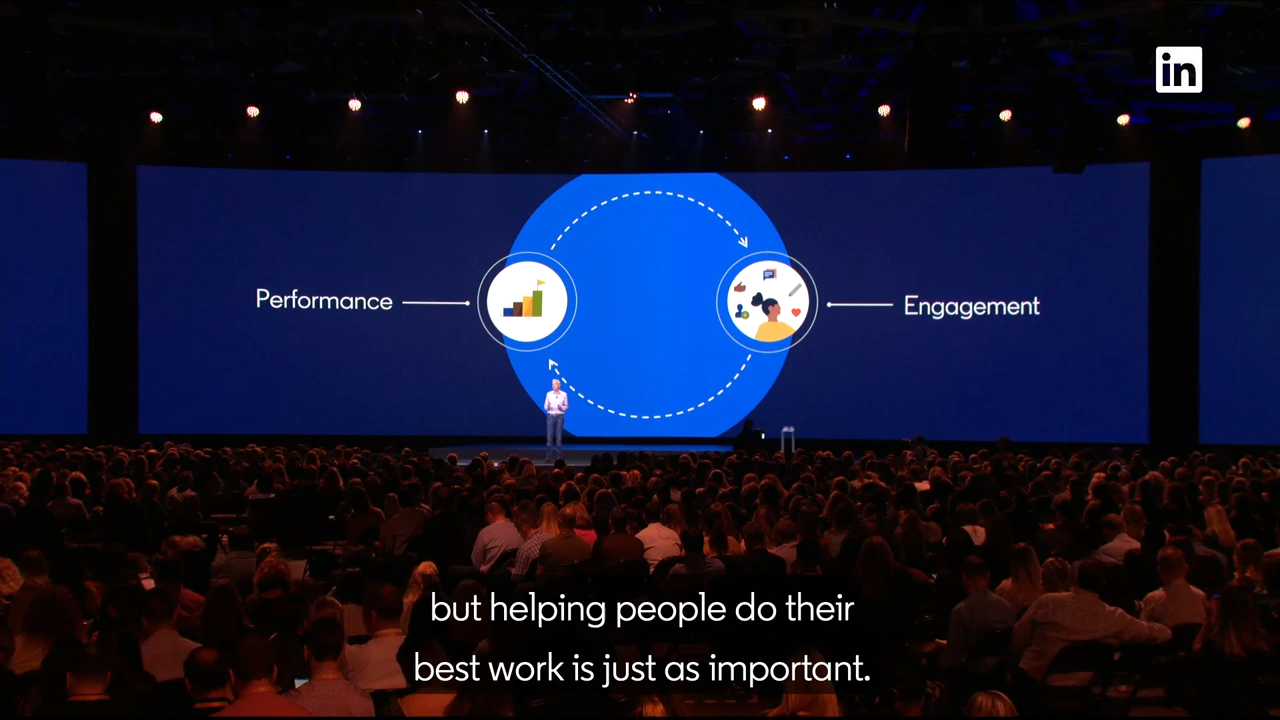 in
Performance
Engagement
but helping people do their
best work is just as important.